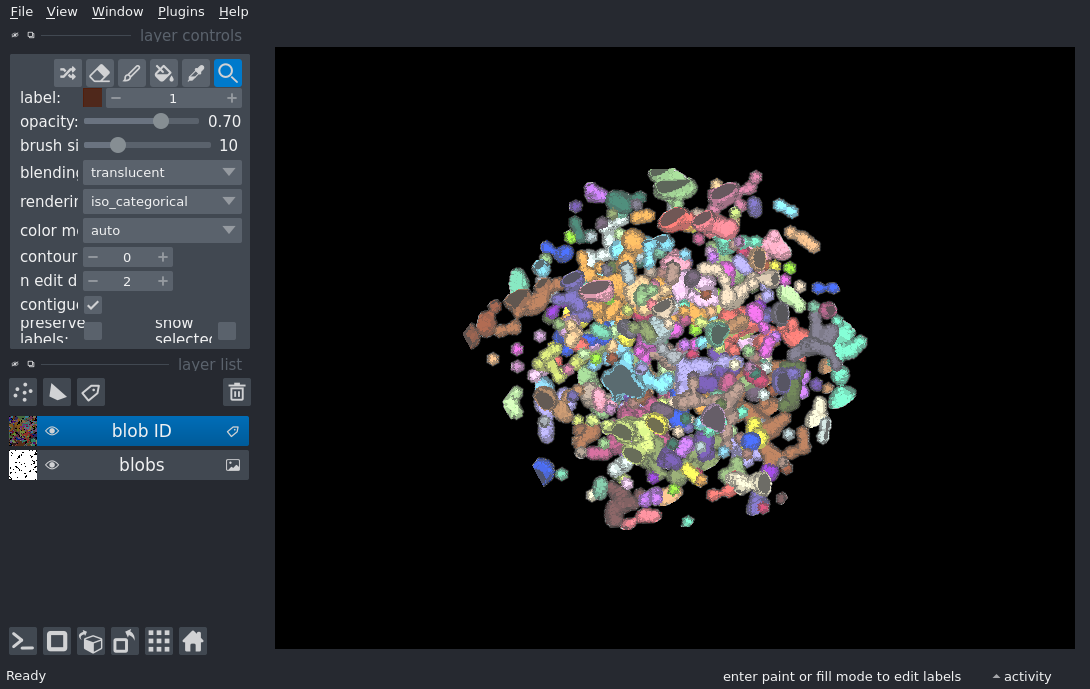 File View Window Plugins Help
layer controls
label: 1
opacity: 0.70
brush si 10
blending translucent
renderin iso_categorical
color m auto
contour 0
n edit d 2
contigue
preserve show
labels: selected
layer list
blob ID
blobs
Ready enter paint or fill mode to edit labels activity